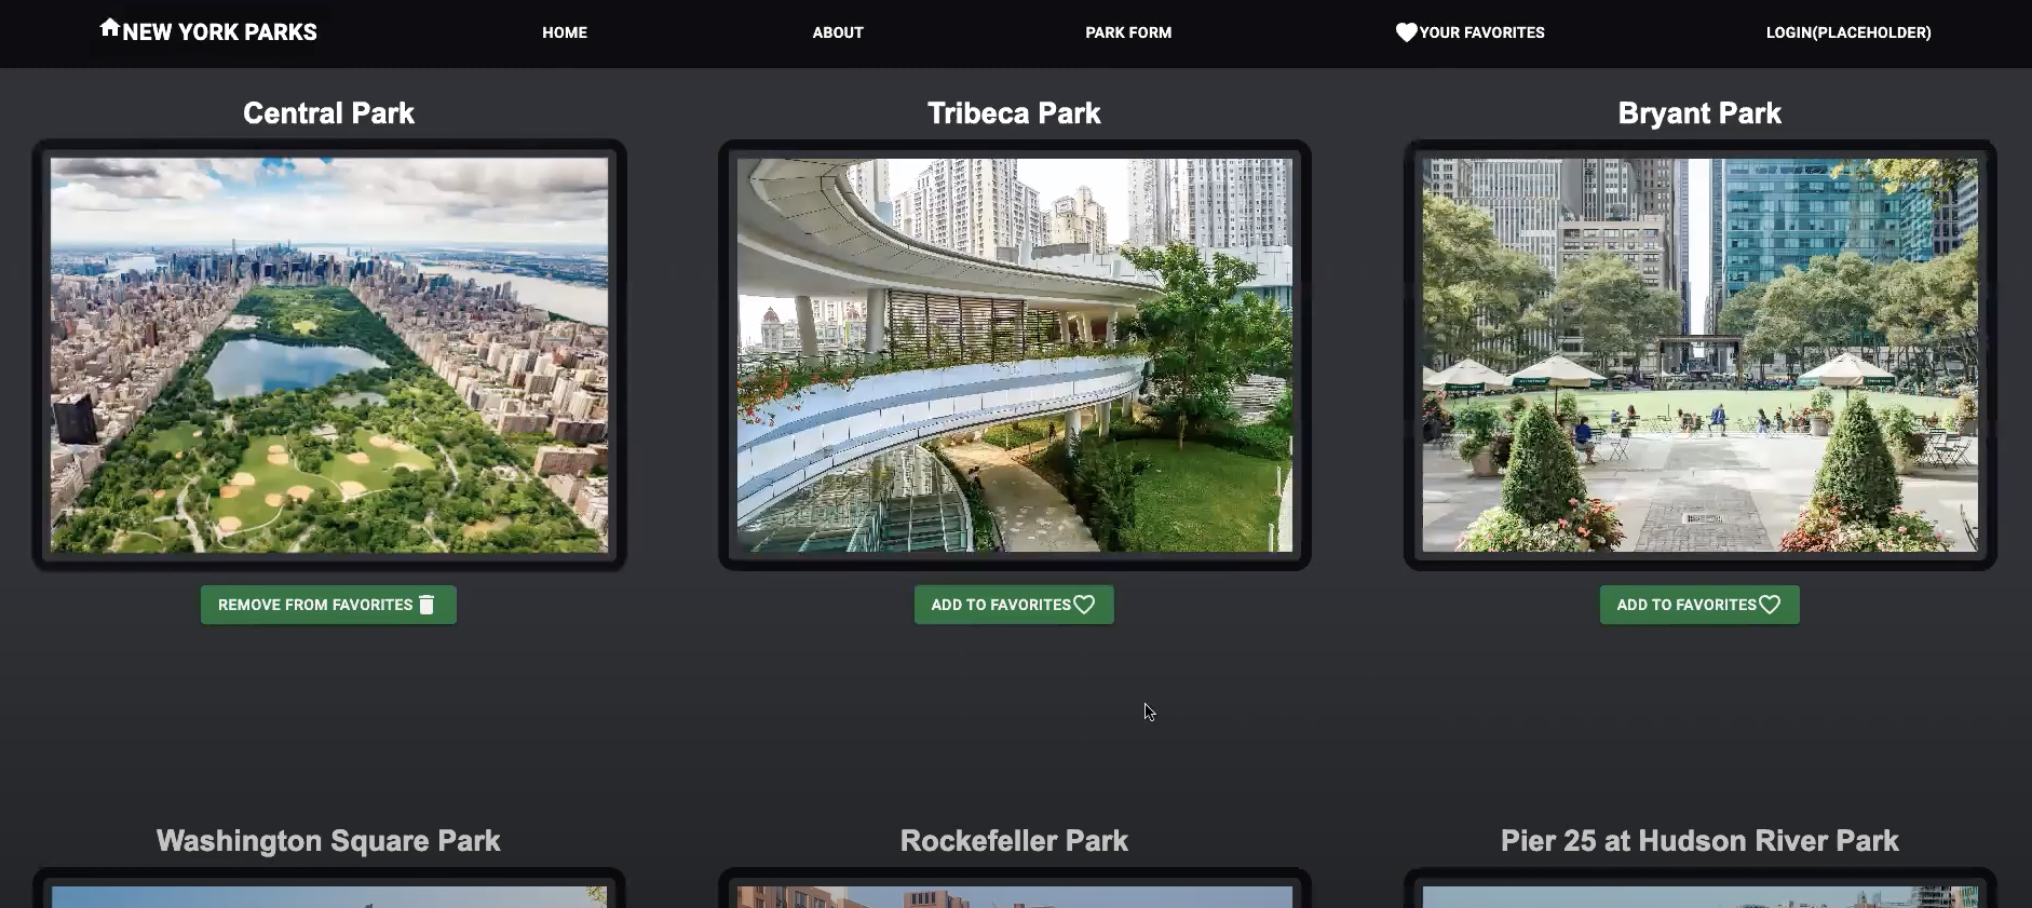 NEW YORK PARKS
HOME
ABOUT
PARK FORM
YOUR FAVORITES
LOGIN(PLACEHOLDER)
Central Park
Tribeca Park
Bryant Park
REMOVE FROM FAVORITES
ADD TO FAVORITES
ADD TO FAVORITES
Washington Square Park
Rockefeller Park
Pier 25 at Hudson River Park